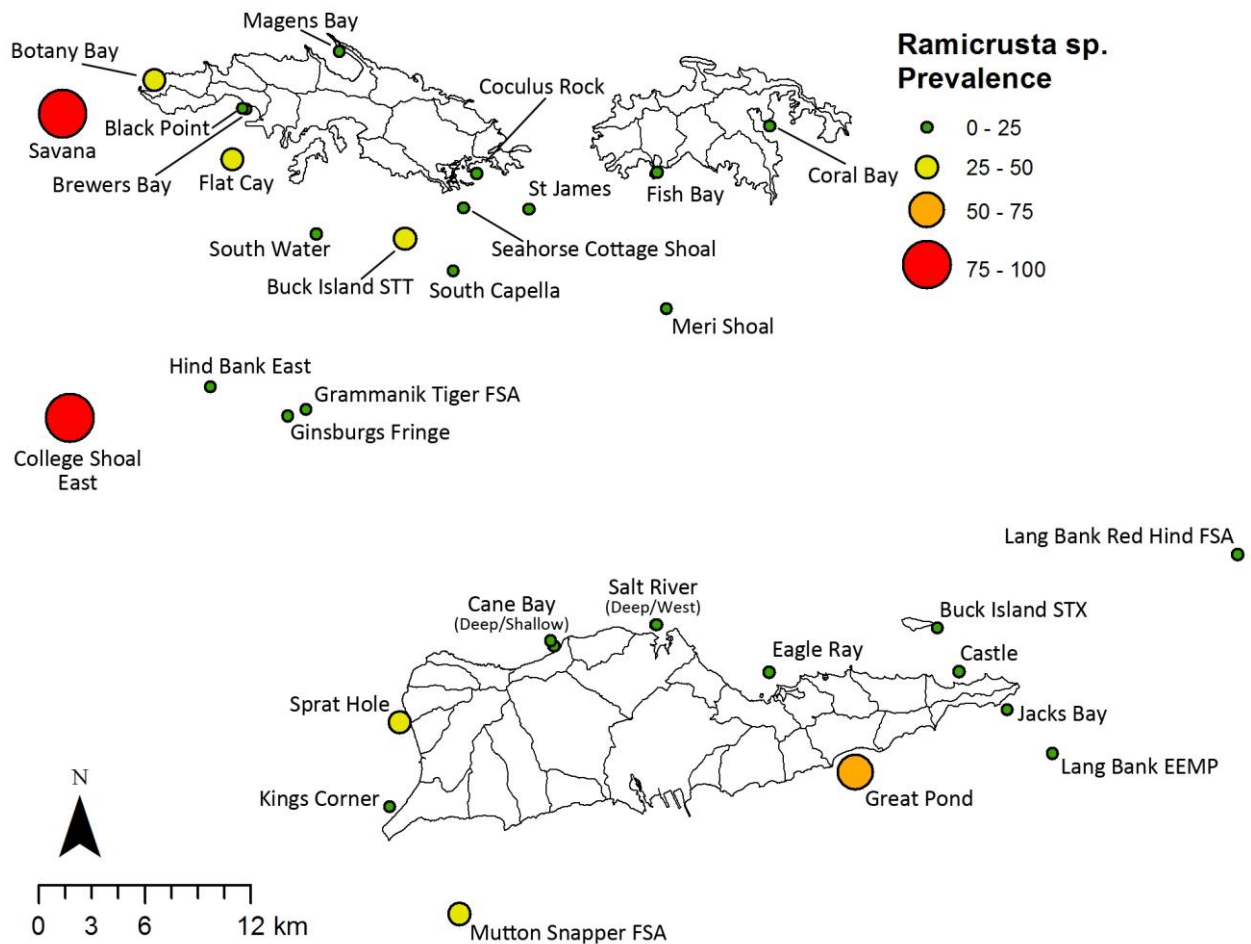 Magens Bay
Botany Bay
Coculus Rock
Black Point
Savana
Brewers Bay
Flat Cay
St James
Fish Bay
Coral Bay
South Water
Seahorse Cottage Shoal
Buck Island STT
South Capella
Meri Shoal
Ramicrusta sp.
Prevalence
0 - 25
25 - 50
50 - 75
75 - 100
Hind Bank East
Grammanik Tiger FSA
Ginsburgs Fringe
College Shoal
East
Lang Bank Red Hind FSA
Salt River
(Deep/West)
Cane Bay
(Deep/Shallow)
Buck Island STX
Eagle Ray
Castle
Sprat Hole
Jacks Bay
Lang Bank EEMP
Kings Corner
Great Pond
Mutton Snapper FSA
N
0 3 6 12 km